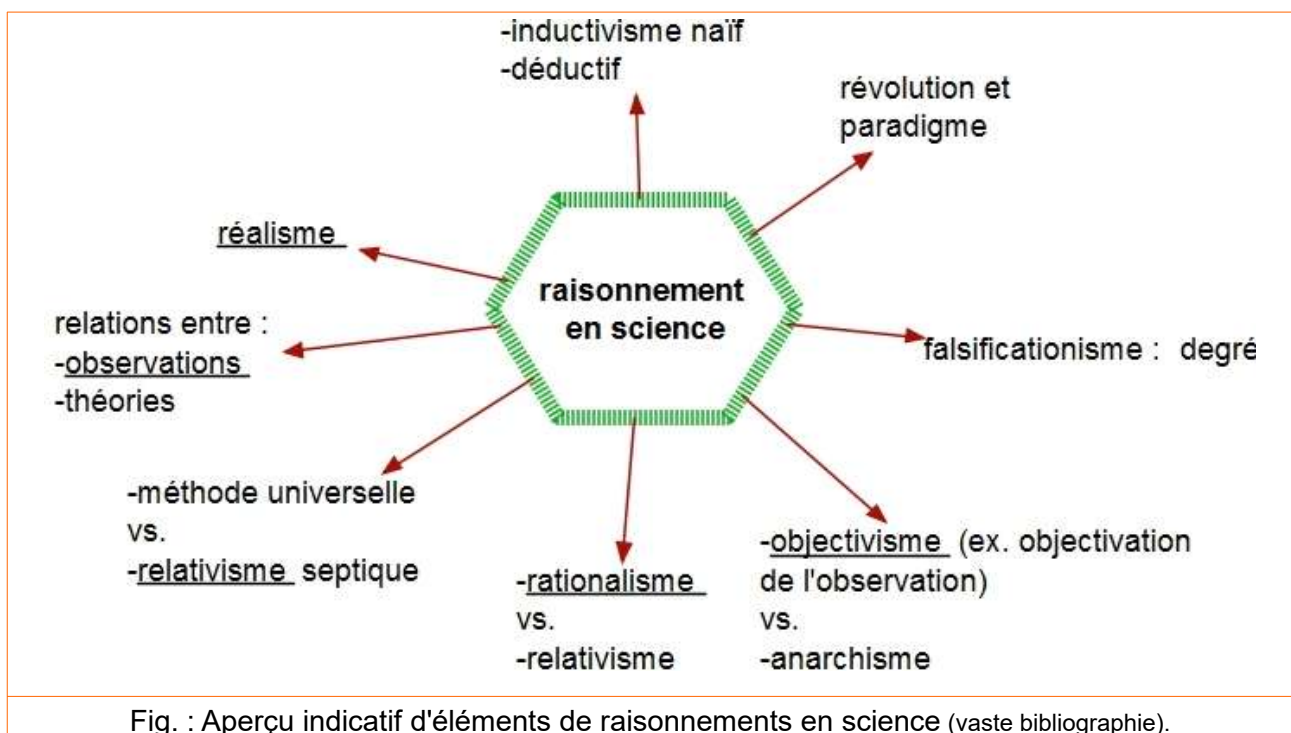 -inductivisme naïf
-déductif
révolution et
paradigme
réalisme
raisonnement
en science
relations entre :
-observations
-théories
falsificationisme : degré
-méthode universelle
vs.
-relativisme septique
-rationalisme
vs.
-relativisme
-objectivisme (ex. objectivation
de l'observation)
vs.
-anarchisme
Fig. : Aperçu indicatif d'éléments de raisonnements en science (vaste bibliographie).